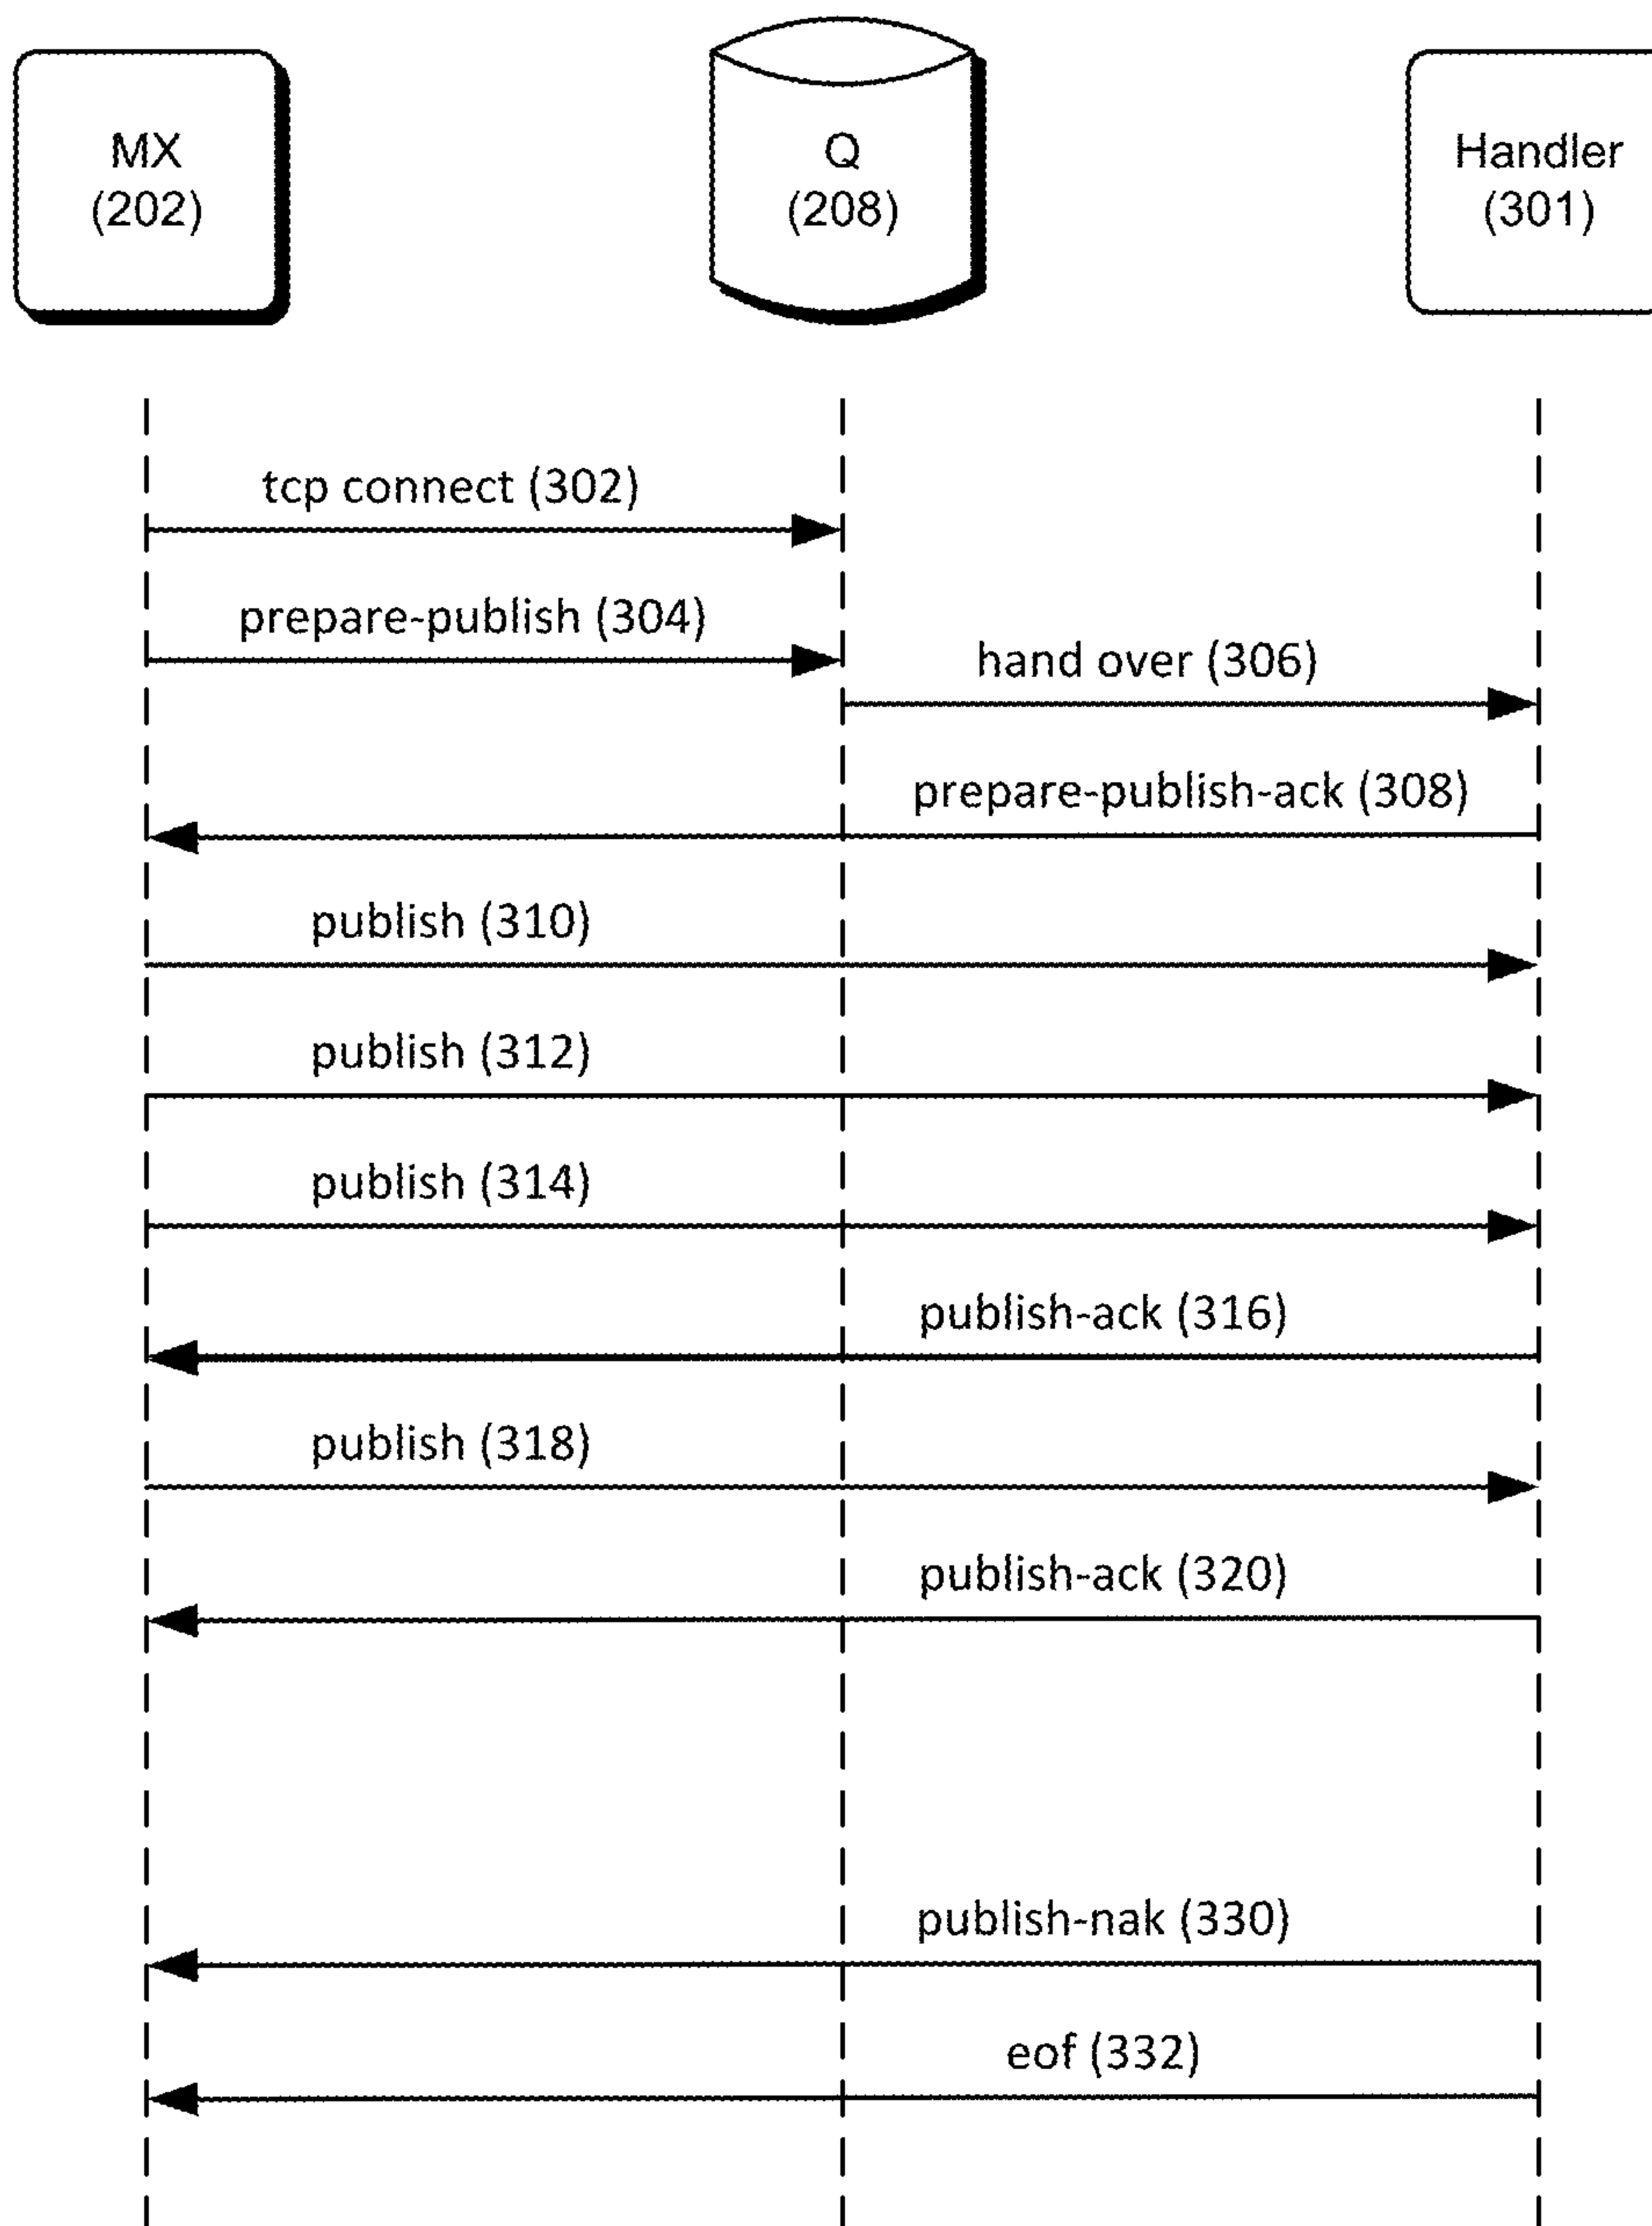 MX
(202)
Q
(208)
Handler
(301)
tcp connect (302)
prepare-publish (304)
hand over (306)
prepare-publish-ack (308)
publish (310)
publish (312)
publish (314)
publish-ack (316)
publish (318)
publish-ack (320)
publish-nak (330)
eof (332)